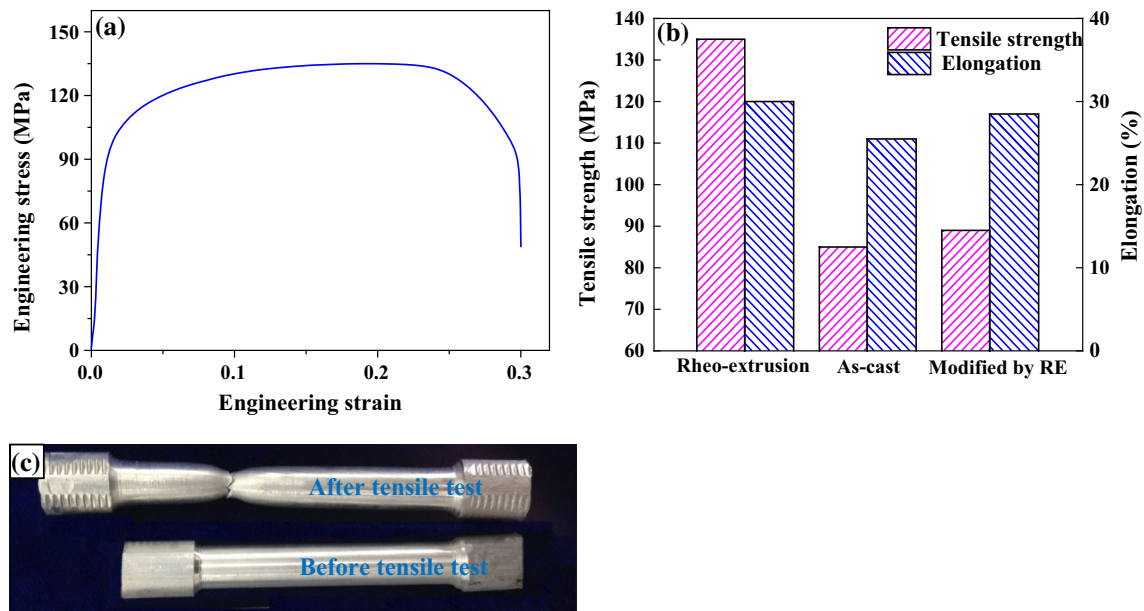 (a)
150
120
90
60
30
0
Engineering stress (MPa)
0.0 0.1 0.2 0.3
Engineering strain
(b)
140
130
120
110
100
90
80
70
60
Tensile strength (MPa)
Tensile strength
Elongation
40
30
20
10
0
Elongation (%)
Rheo-extrusion As-cast Modified by RE
(c)
After tensile test
Before tensile test